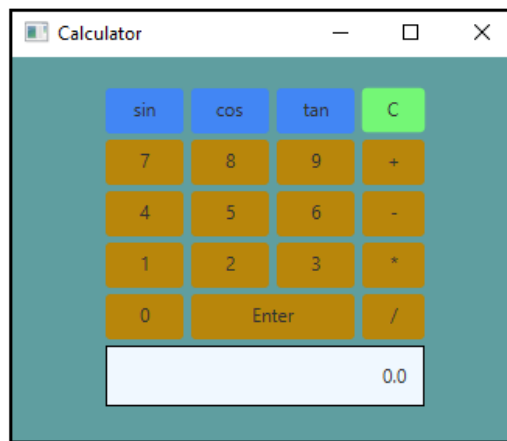 Calculator
sin cos tan C
7 8 9 +
4 5 6 -
1 2 3 *
0 Enter /
0.0